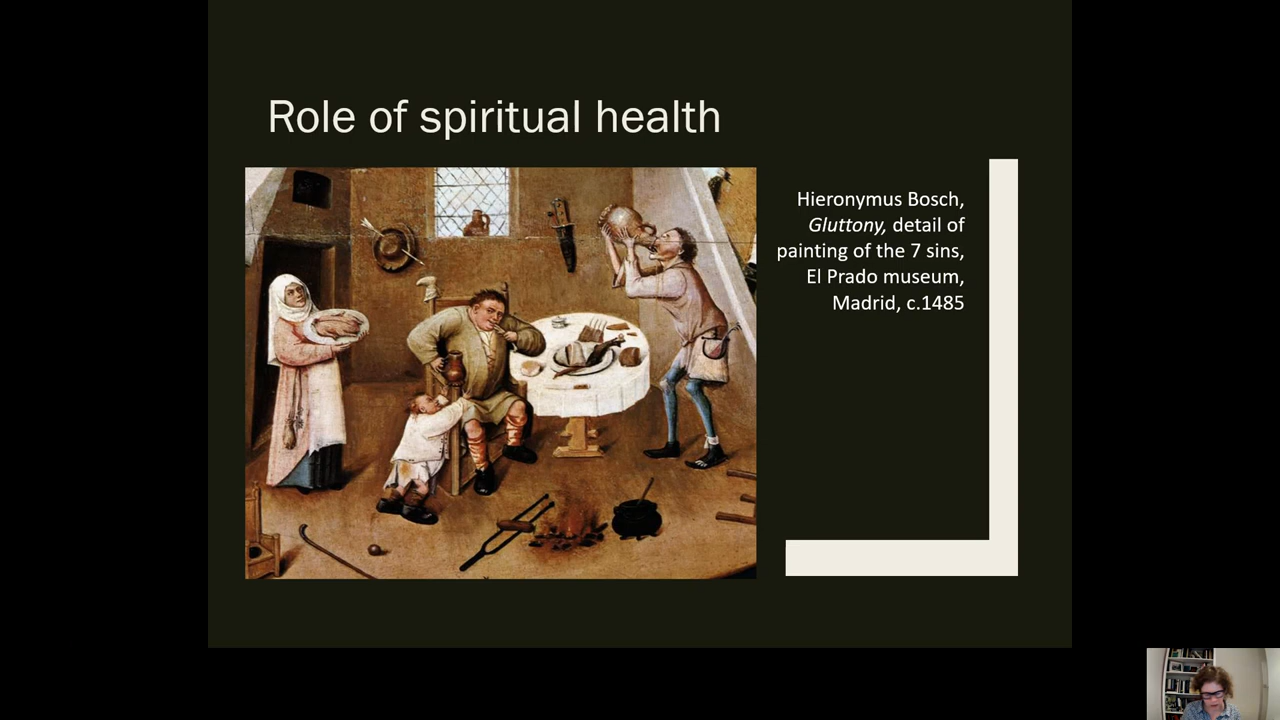 Role of spiritual health
Hieronymus Bosch,
Gluttony, detail of
painting of the 7 sins,
El Prado museum,
Madrid, c.1485